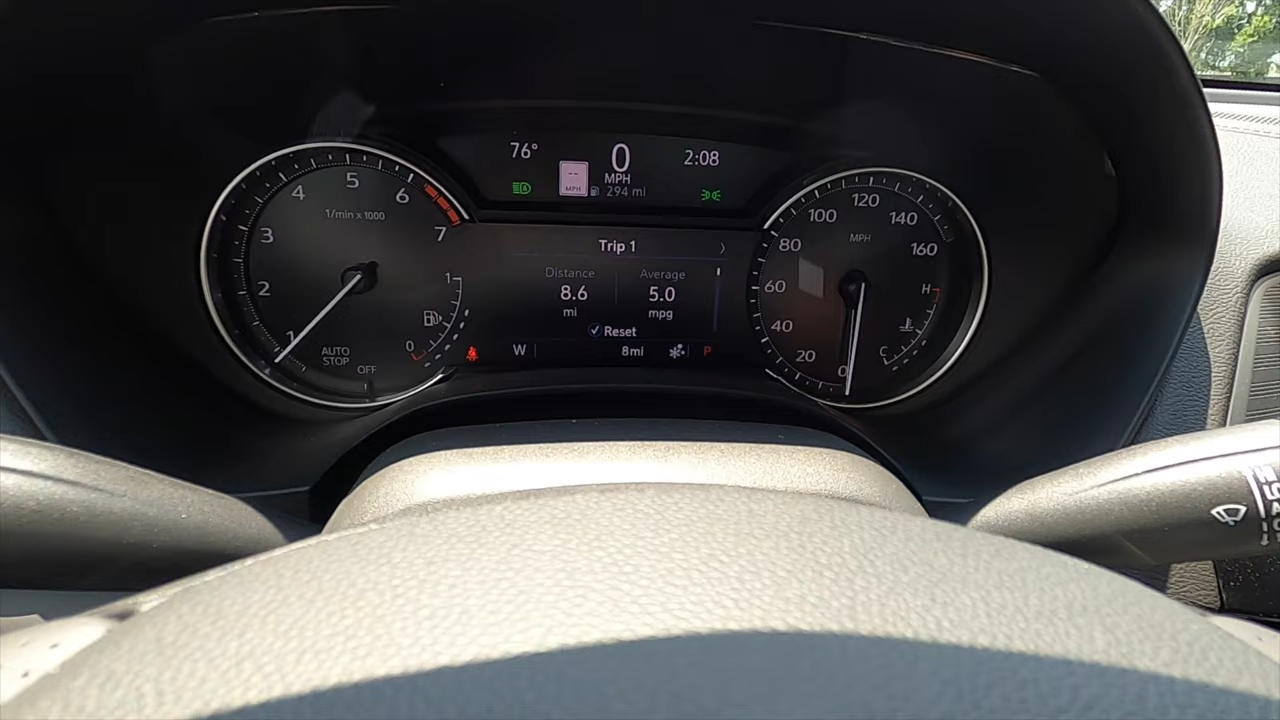 76°
0
MPH
2:08
--
MPH
294 mi
1
2
3
4
5
6
7
1/min x 1000
AUTO
STOP
OFF
1
0
Trip 1
Distance
8.6
mi
Average
5.0
mpg
Reset
W
8mi
P
0
20
40
60
80
100
120
140
160
MPH
H
C